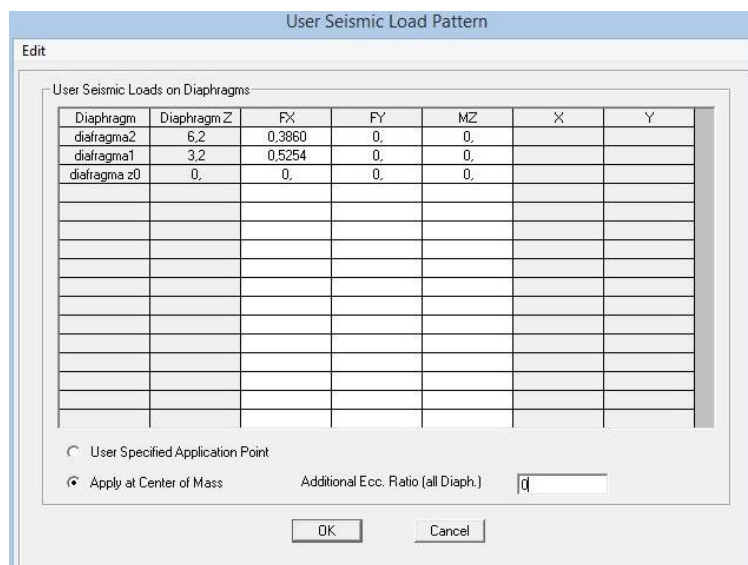 User Seismic Load Pattern
Edit
User Seismic Loads on Diaphragms
Diaphragm Diaphragm Z FX FY MZ X Y
diafragma2 6,2 0,3860 0, 0,
diafragma1 3,2 0,5254 0, 0,
diafragma z0 0, 0, 0, 0,
User Specified Application Point
Apply at Center of Mass Additional Ecc. Ratio (all Diaph.) 0
OK Cancel